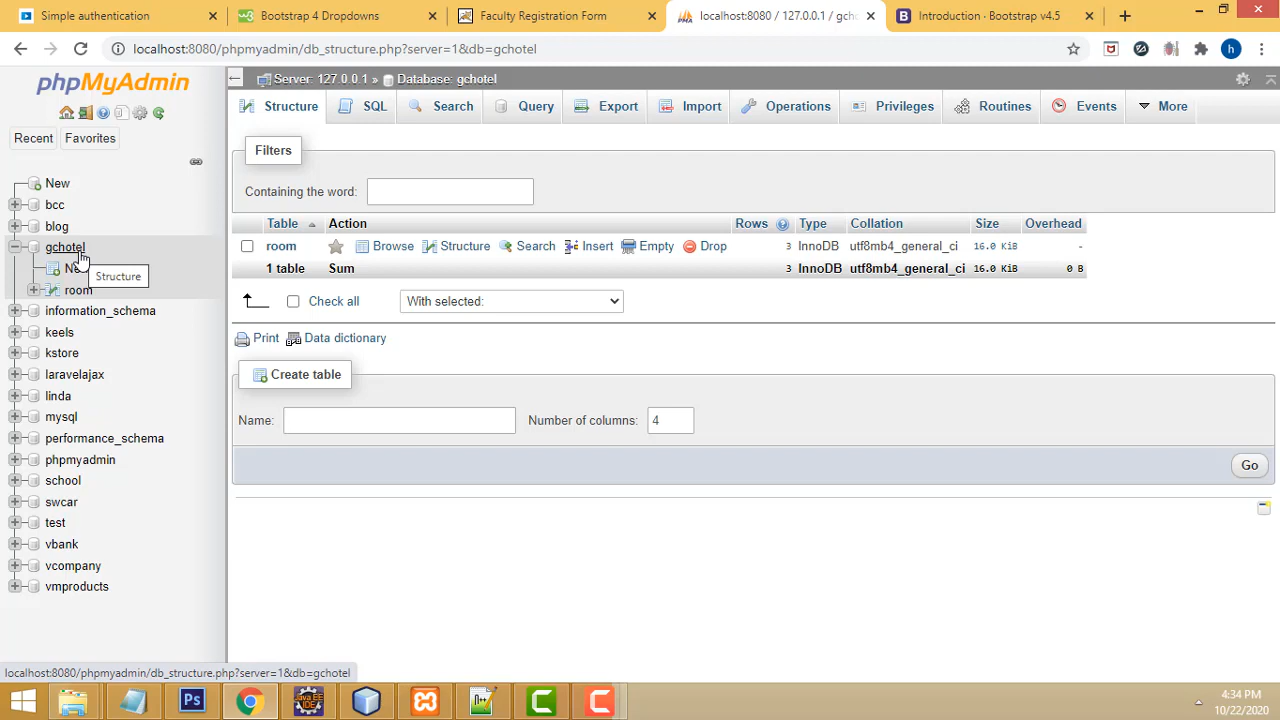 Simple authentication
Bootstrap 4 Dropdowns
Faculty Registration Form
localhost:8080 / 127.0.0.1 / gcho
Introduction · Bootstrap v4.5
localhost:8080/phpmyadmin/db_structure.php?server=1&db=gchotel
h
phpMyAdmin
Recent
Favorites
New
bcc
blog
gchotel
Structure
room
information_schema
keels
kstore
laravelajax
linda
mysql
performance_schema
phpmyadmin
school
swcar
test
vbank
vcompany
vmproducts
Server: 127.0.0.1 » Database: gchotel
Structure SQL Search Query Export Import Operations Privileges Routines Events More
Filters
Containing the word:
Table Action Rows Type Collation Size Overhead
room Browse Structure Search Insert Empty Drop 3 InnoDB utf8mb4_general_ci 16.0 KiB -
1 table Sum 3 InnoDB utf8mb4_general_ci 16.0 KiB 0 B
Check all With selected:
Print Data dictionary
Create table
Name: Number of columns: 4
Go
localhost:8080/phpmyadmin/db_structure.php?server=1&db=gchotel
Ps
4:34 PM
10/22/2020